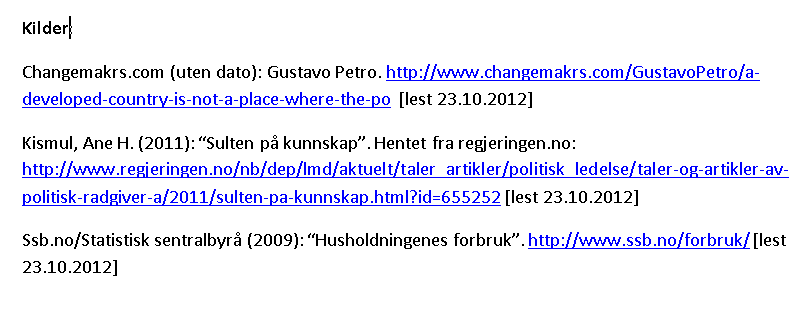 Kilder:
Changemakrs.com (uten dato): Gustavo Petro. http://www.changemakrs.com/GustavoPetro/a-
developed-country-is-not-a-place-where-the-po [lest 23.10.2012]
Kismul, Ane H. (2011): “Sulten på kunnskap”. Hentet fra regjeringen.no:
http://www.regjeringen.no/nb/dep/lmd/aktuelt/taler_artikler/politisk_ledelse/taler-og-artikler-av-
politisk-radgiver-a/2011/sulten-pa-kunnskap.html?id=655252 [lest 23.10.2012]
Ssb.no/Statistisk sentralbyrå (2009): “Husholdningenes forbruk”. http://www.ssb.no/forbruk/ [lest
23.10.2012]